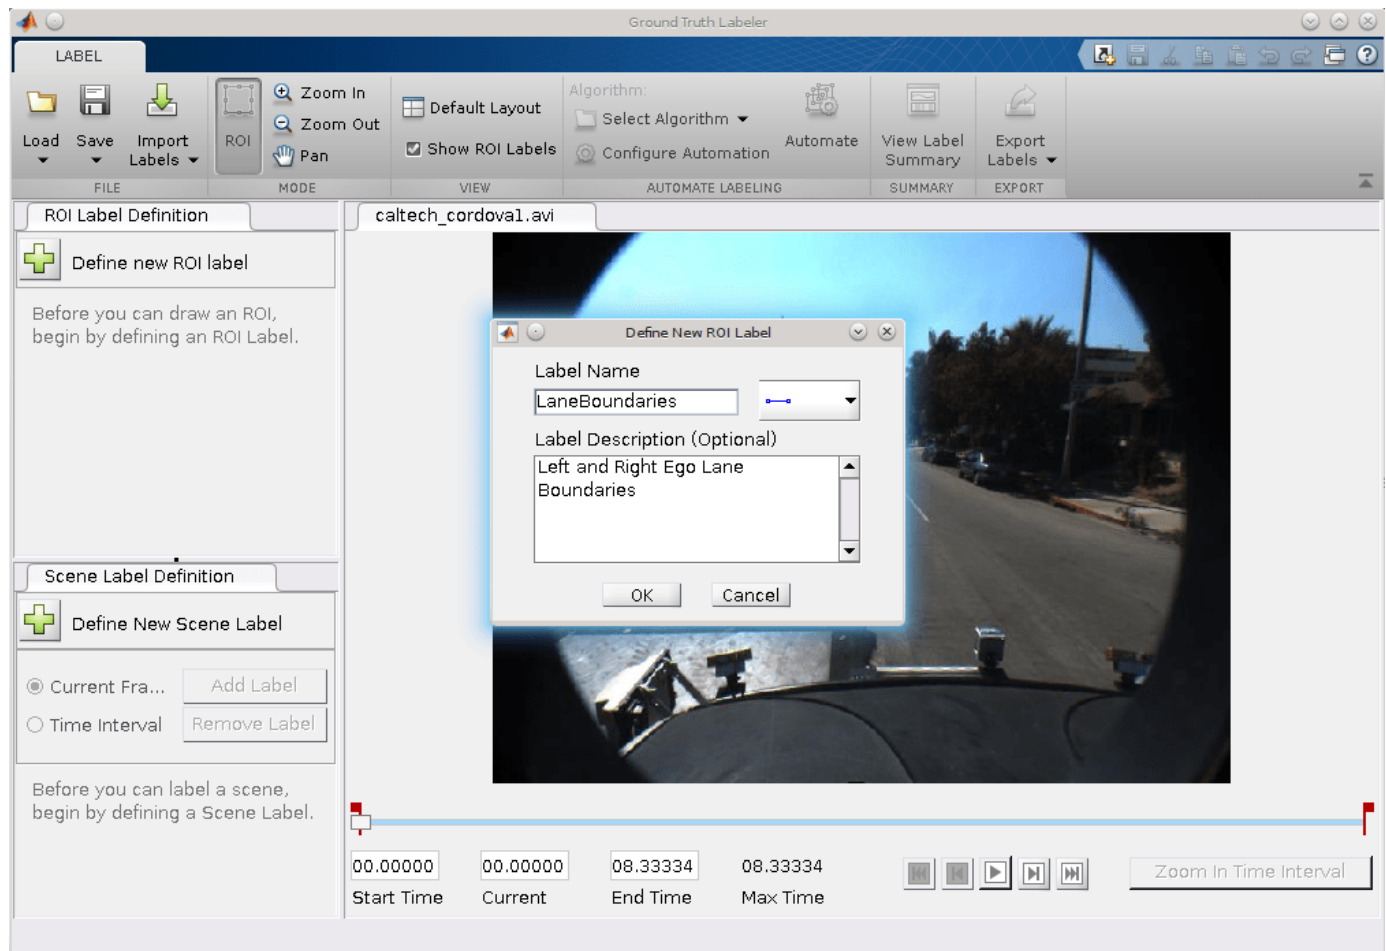 Ground Truth Labeler
LABEL
Load
Save
Import
Labels
FILE
ROI
Zoom In
Zoom Out
Pan
MODE
Default Layout
Show ROI Labels
VIEW
Algorithm:
Select Algorithm
Configure Automation
Automate
AUTOMATE LABELING
View Label
Summary
SUMMARY
Export
Labels
EXPORT
ROI Label Definition
Define new ROI label
Before you can draw an ROI,
begin by defining an ROI Label.
Scene Label Definition
Define New Scene Label
Current Fra...
Add Label
Time Interval
Remove Label
Before you can label a scene,
begin by defining a Scene Label.
caltech_cordova1.avi
Define New ROI Label
Label Name
LaneBoundaries
Label Description (Optional)
Left and Right Ego Lane
Boundaries
OK
Cancel
00.00000
00.00000
08.33334
08.33334
Start Time
Current
End Time
Max Time
Zoom In Time Interval